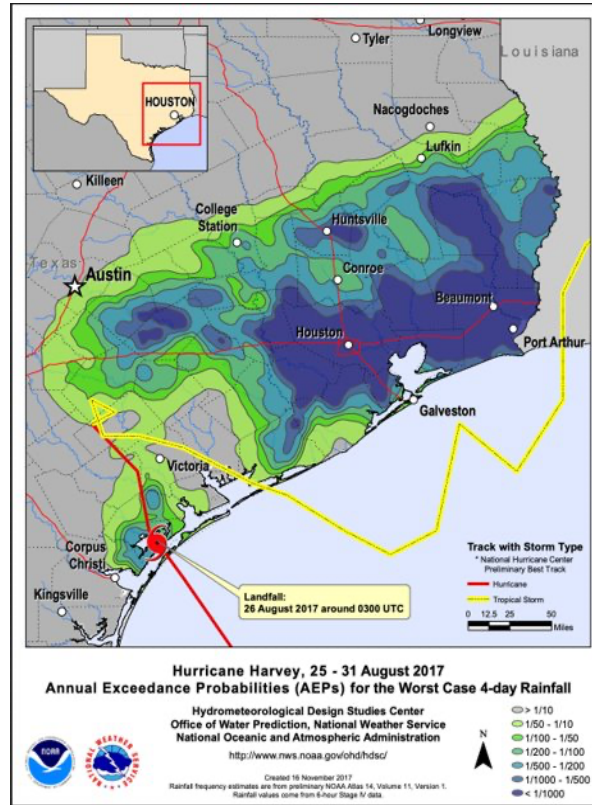 Tyler
Longview
Louisiana
HOUSTON
Nacogdoches
Lufkin
Killeen
College
Station
Huntsville
Texas
Austin
Conroe
Beaumont
Houston
Port Arthur
Galveston
Victoria
Corpus
Christi
Kingsville
Landfall:
26 August 2017 around 0300 UTC
Track with Storm Type
* National Hurricane Center
Preliminary Best Track
Hurricane
Tropical Storm
0 12.5 25 50
Miles
Hurricane Harvey, 25 - 31 August 2017
Annual Exceedance Probabilities (AEPs) for the Worst Case 4-day Rainfall
Hydrometeorological Design Studies Center
Office of Water Prediction, National Weather Service
National Oceanic and Atmospheric Administration
http://www.nws.noaa.gov/ohd/hdsc/
Created 16 November 2017
Rainfall frequency estimates are from preliminary NOAA Atlas 14, Volume 11, Version 1.
Rainfall values come from 6-hour Stage IV data.
NOAA
N
> 1/10
1/50 - 1/10
1/100 - 1/50
1/200 - 1/100
1/500 - 1/200
1/1000 - 1/500
< 1/1000